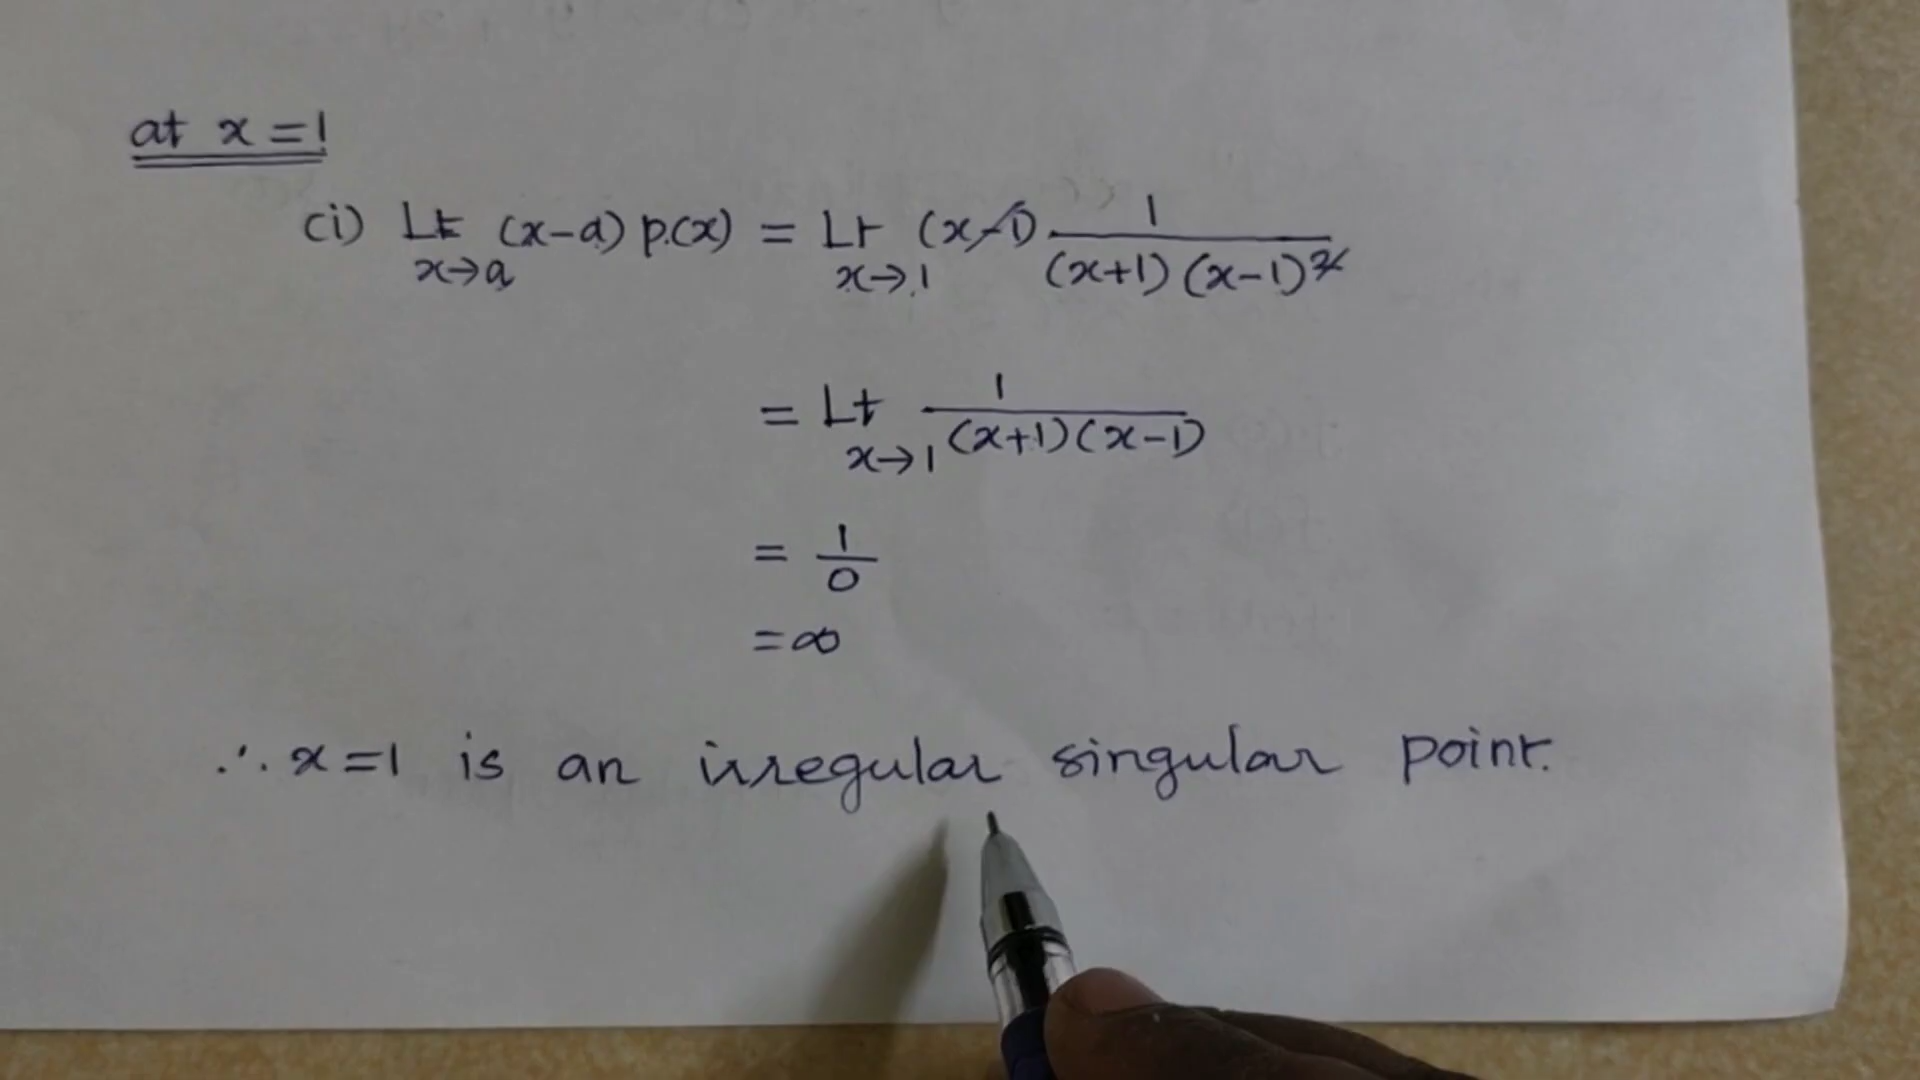 at x = 1
(i) Lt x→a (x-a) p(x) = Lt x→1 (x-1) 1/((x+1)(x-1)²)
= Lt x→1 1/((x+1)(x-1))
= 1/0
= ∞
∴ x = 1 is an irregular singular point.